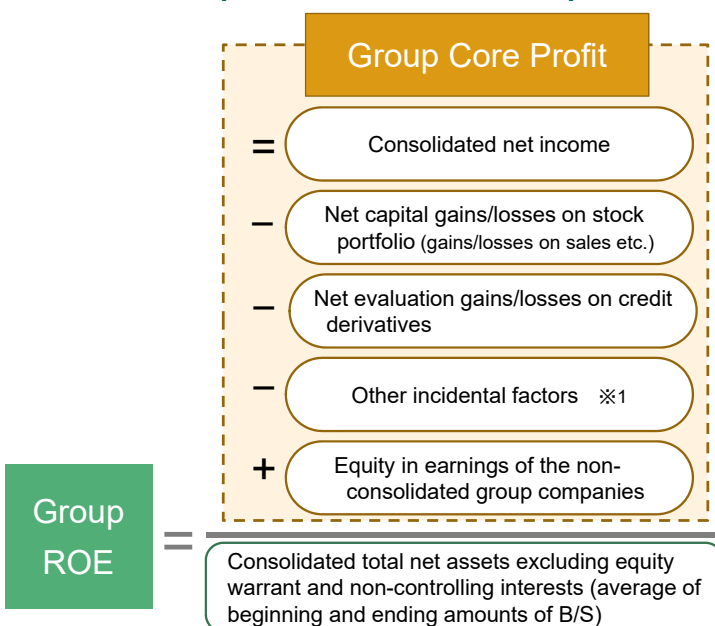 Group Core Profit
= Consolidated net income
− Net capital gains/losses on stock
portfolio (gains/losses on sales etc.)
− Net evaluation gains/losses on credit
derivatives
− Other incidental factors ※1
+ Equity in earnings of the non-
consolidated group companies
Group
ROE
=
Consolidated total net assets excluding equity
warrant and non-controlling interests (average of
beginning and ending amounts of B/S)